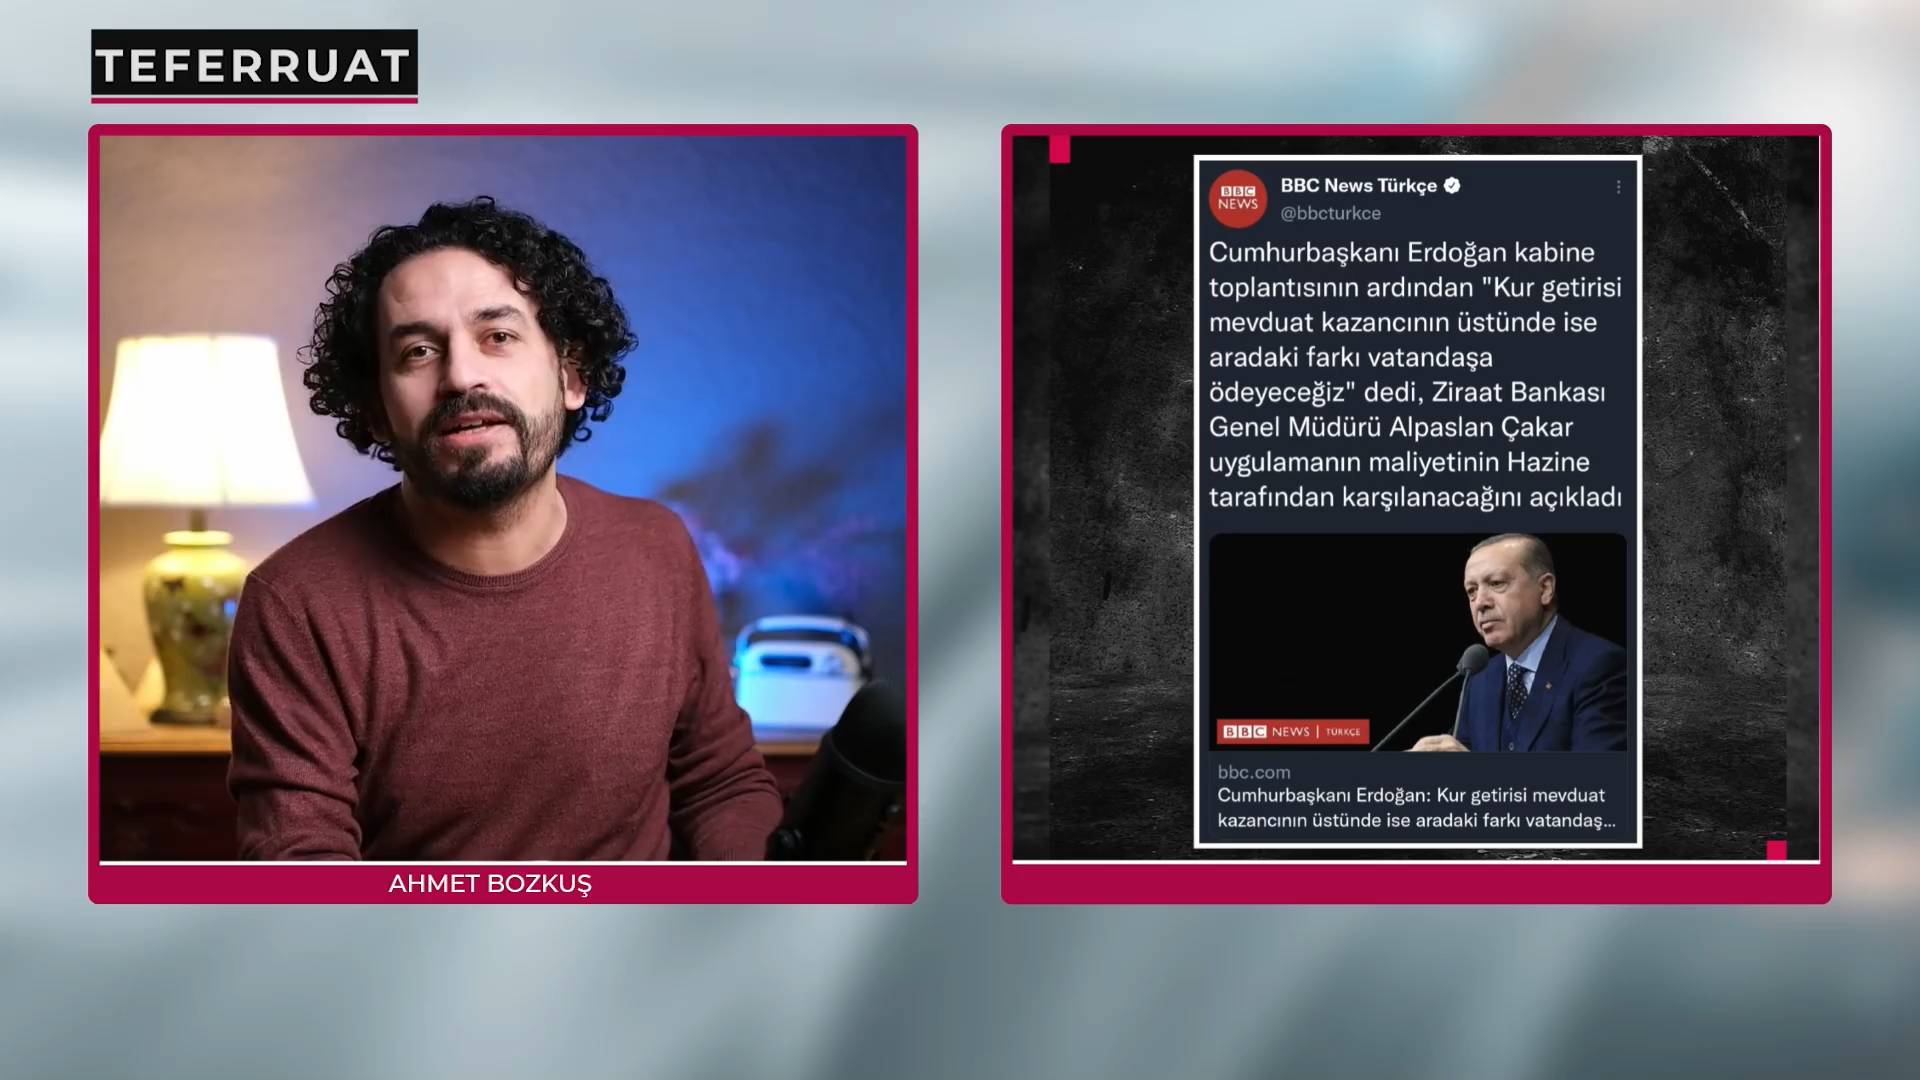 TEFERRUAT
AHMET BOZKUŞ
BBC NEWS
BBC News Türkçe
@bbcturkce
Cumhurbaşkanı Erdoğan kabine
toplantısının ardından "Kur getirisi
mevduat kazancının üstünde ise
aradaki farkı vatandaşa
ödeyeceğiz" dedi, Ziraat Bankası
Genel Müdürü Alpaslan Çakar
uygulamanın maliyetinin Hazine
tarafından karşılanacağını açıkladı
BBC NEWS | TÜRKÇE
bbc.com
Cumhurbaşkanı Erdoğan: Kur getirisi mevduat
kazancının üstünde ise aradaki farkı vatandaş...